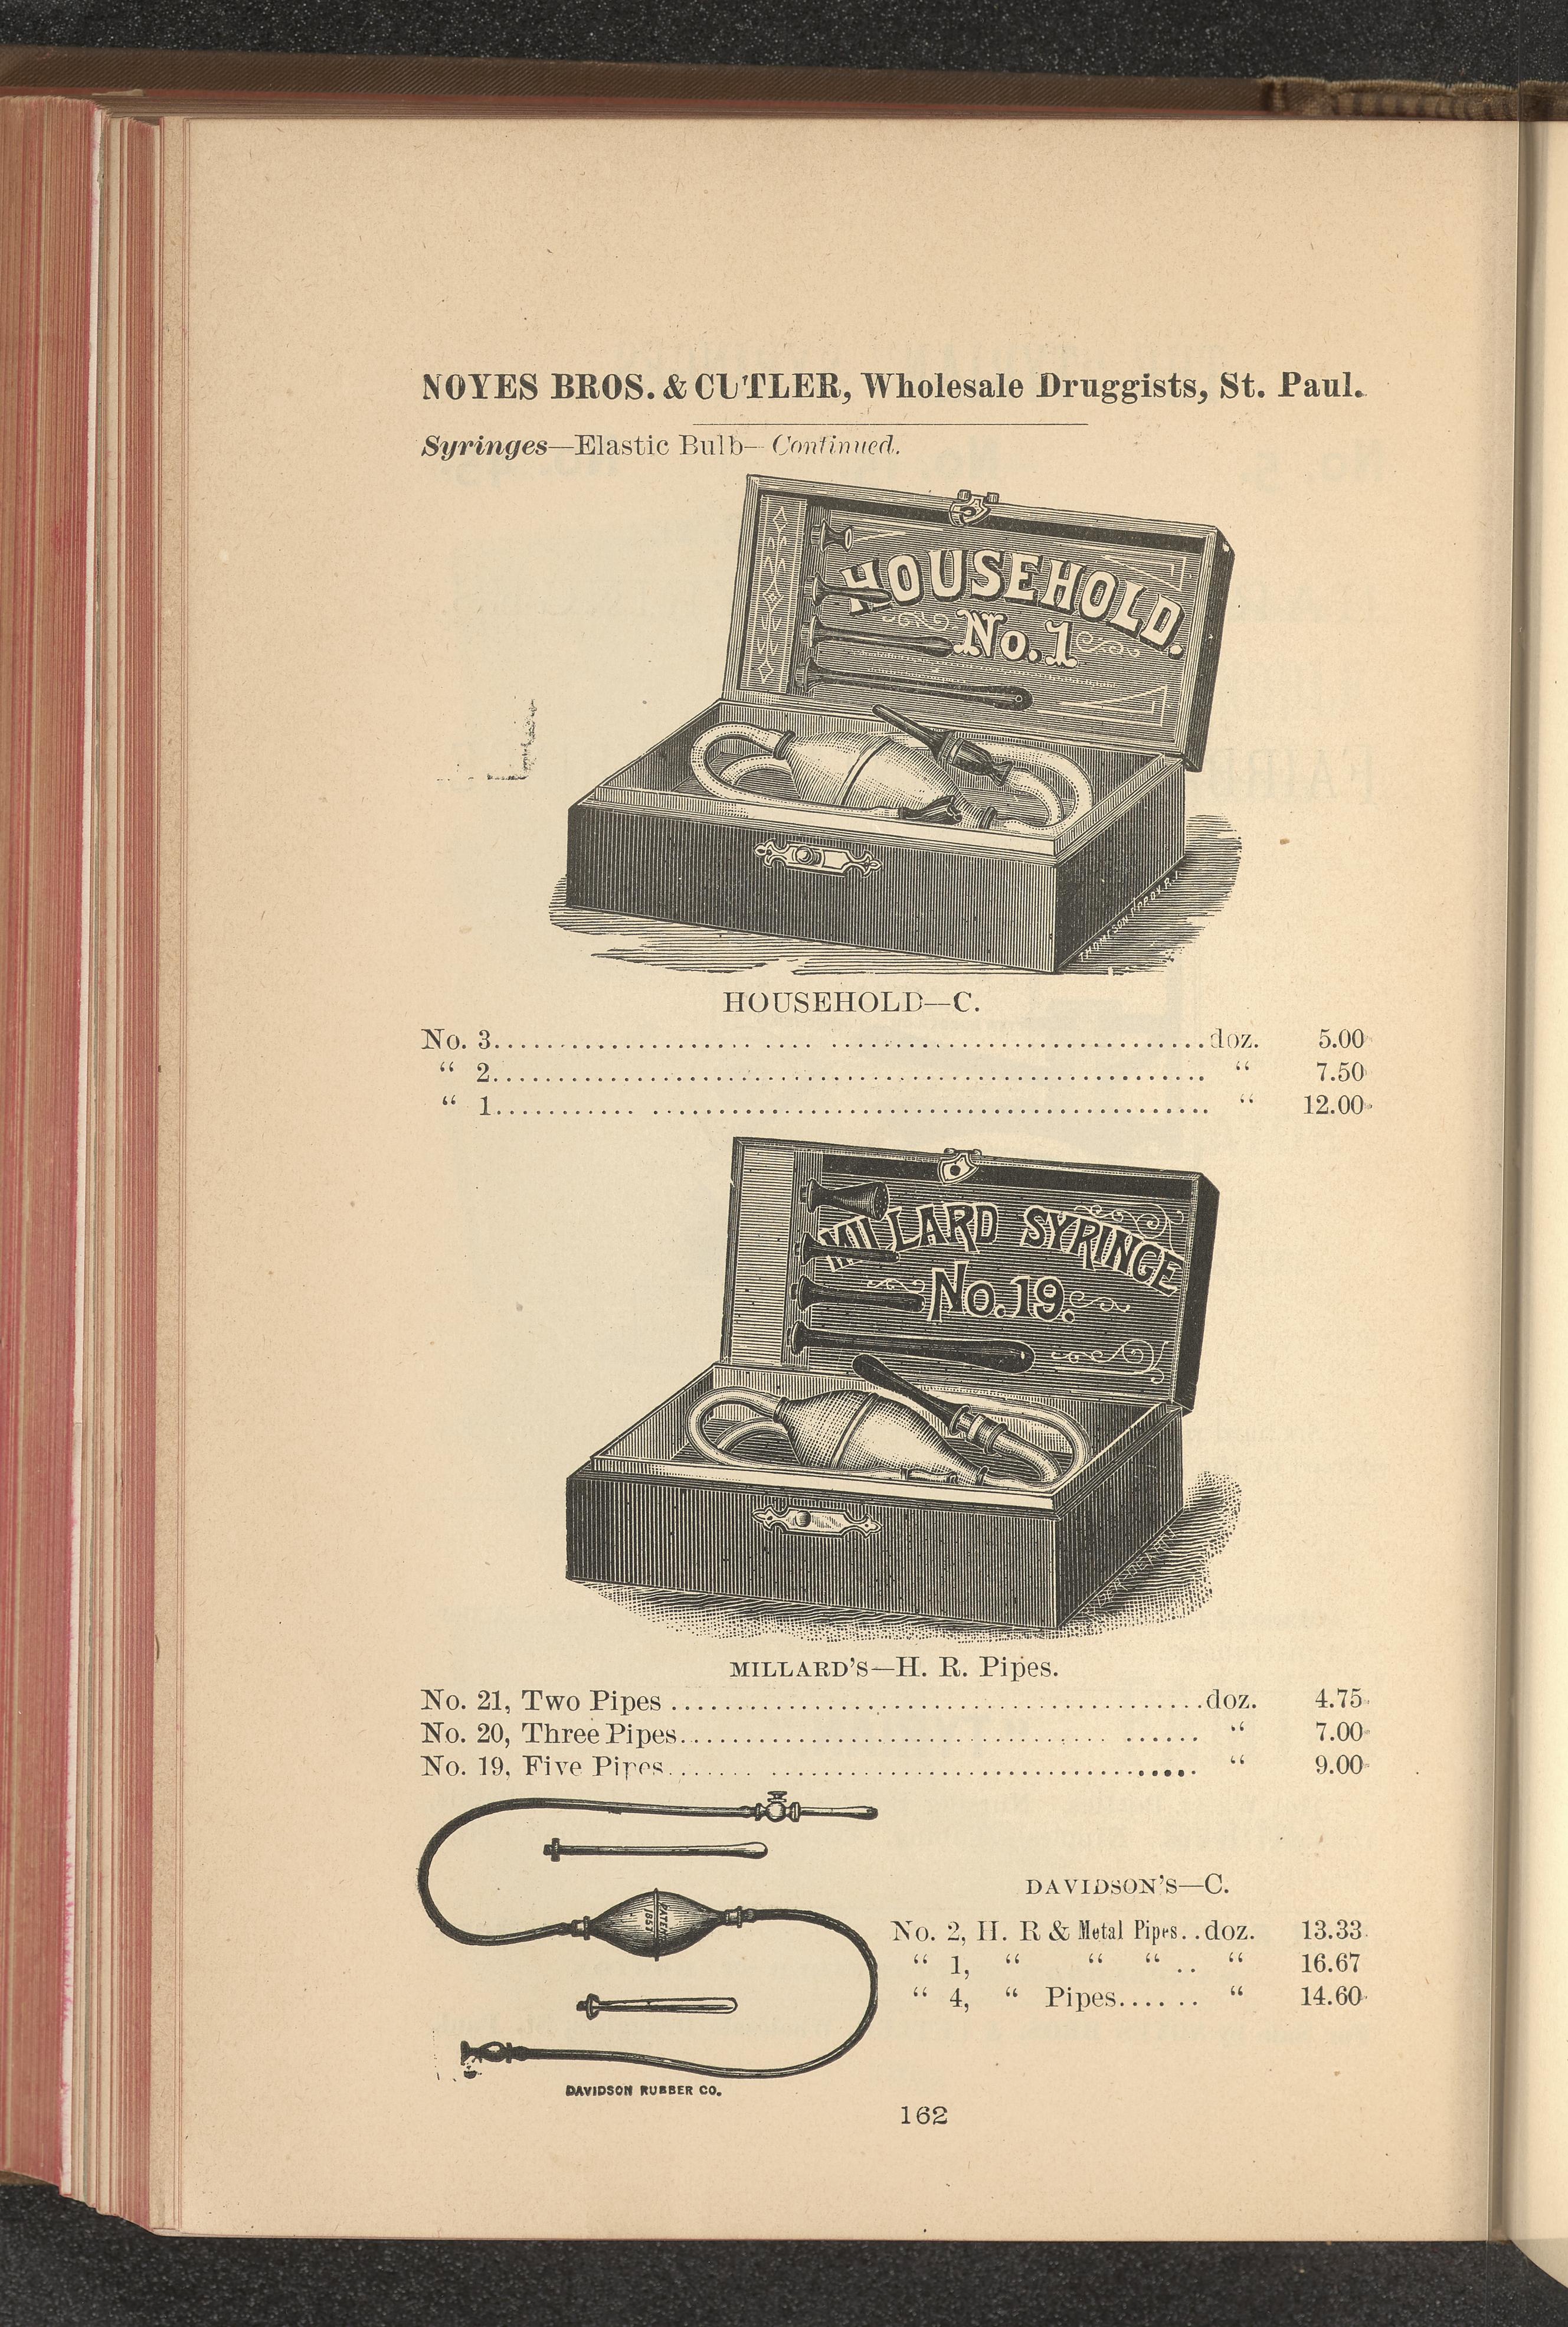 NOYES BROS. & CUTLER, Wholesale Druggists, St. Paul.
Syringes—Elastic Bulb—Continued.
HOUSEHOLD.
No. 1
HOUSEHOLD—C.
No. 3.......... doz. 5.00
“ 2.......... “ 7.50
“ 1.......... “ 12.00
MILLARD SYRINGE
No. 19.
MILLARD'S—H. R. Pipes.
No. 21, Two Pipes .......... doz. 4.75
No. 20, Three Pipes.......... “ 7.00
No. 19, Five Pipes.......... “ 9.00
PATEN
1857
DAVIDSON'S—C.
No. 2, H. R & Metal Pipes.. doz. 13.33
“ 1, “ “ “ .. “ 16.67
“ 4, “ Pipes...... “ 14.60
DAVIDSON RUBBER CO.
162